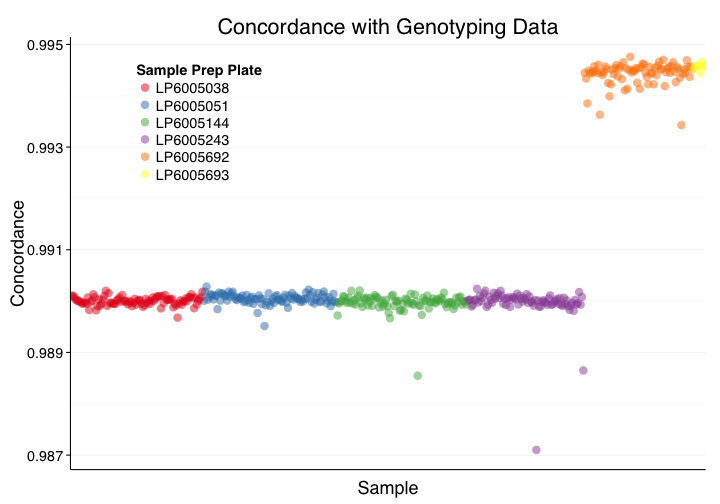 Concordance with Genotyping Data
0.995
0.993
0.991
0.989
0.987
Concordance
Sample Prep Plate
LP6005038
LP6005051
LP6005144
LP6005243
LP6005692
LP6005693
Sample